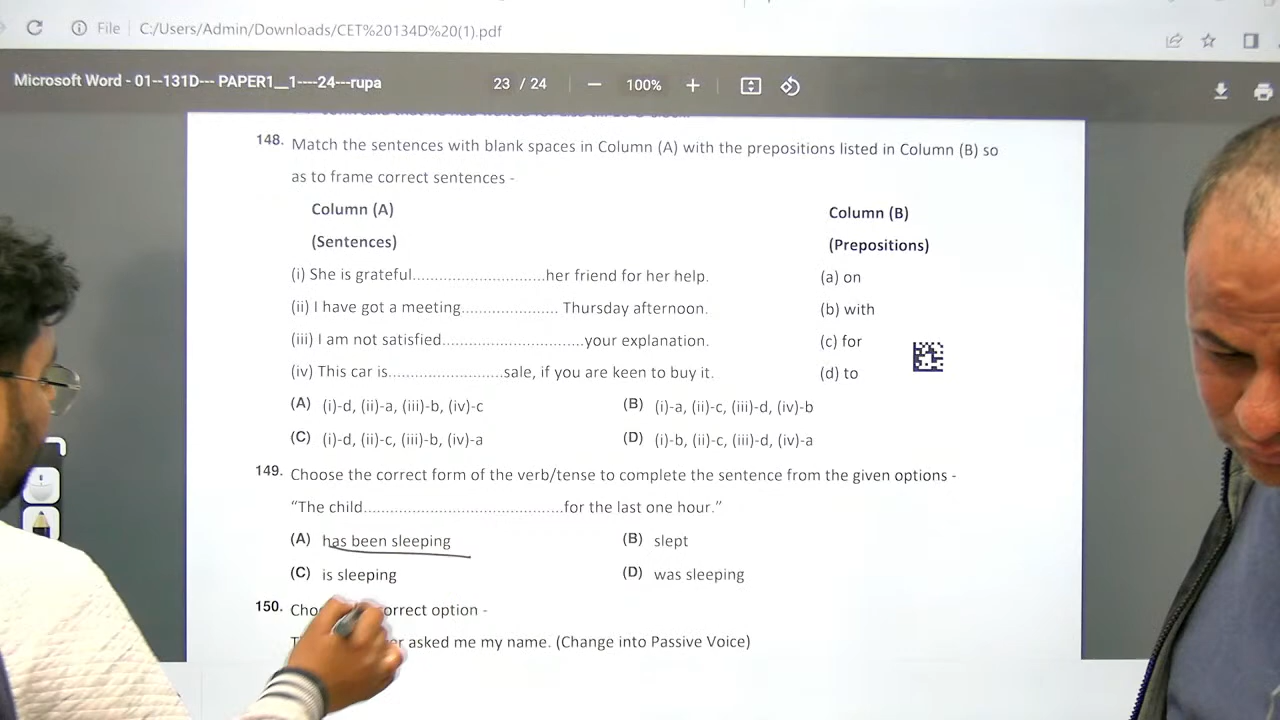 File C:/Users/Admin/Downloads/CET%20134D%20(1).pdf
Microsoft Word - 01--131D--- PAPER1__1----24---rupa 23 / 24 100%
148. Match the sentences with blank spaces in Column (A) with the prepositions listed in Column (B) so
as to frame correct sentences -
Column (A) Column (B)
(Sentences) (Prepositions)
(i) She is grateful............................her friend for her help. (a) on
(ii) I have got a meeting..................... Thursday afternoon. (b) with
(iii) I am not satisfied..............................your explanation. (c) for
(iv) This car is.........................sale, if you are keen to buy it. (d) to
(A) (i)-d, (ii)-a, (iii)-b, (iv)-c (B) (i)-a, (ii)-c, (iii)-d, (iv)-b
(C) (i)-d, (ii)-c, (iii)-b, (iv)-a (D) (i)-b, (ii)-c, (iii)-d, (iv)-a
149. Choose the correct form of the verb/tense to complete the sentence from the given options -
“The child..........................................for the last one hour.”
(A) has been sleeping (B) slept
(C) is sleeping (D) was sleeping
150. correct option -
asked me my name. (Change into Passive Voice)